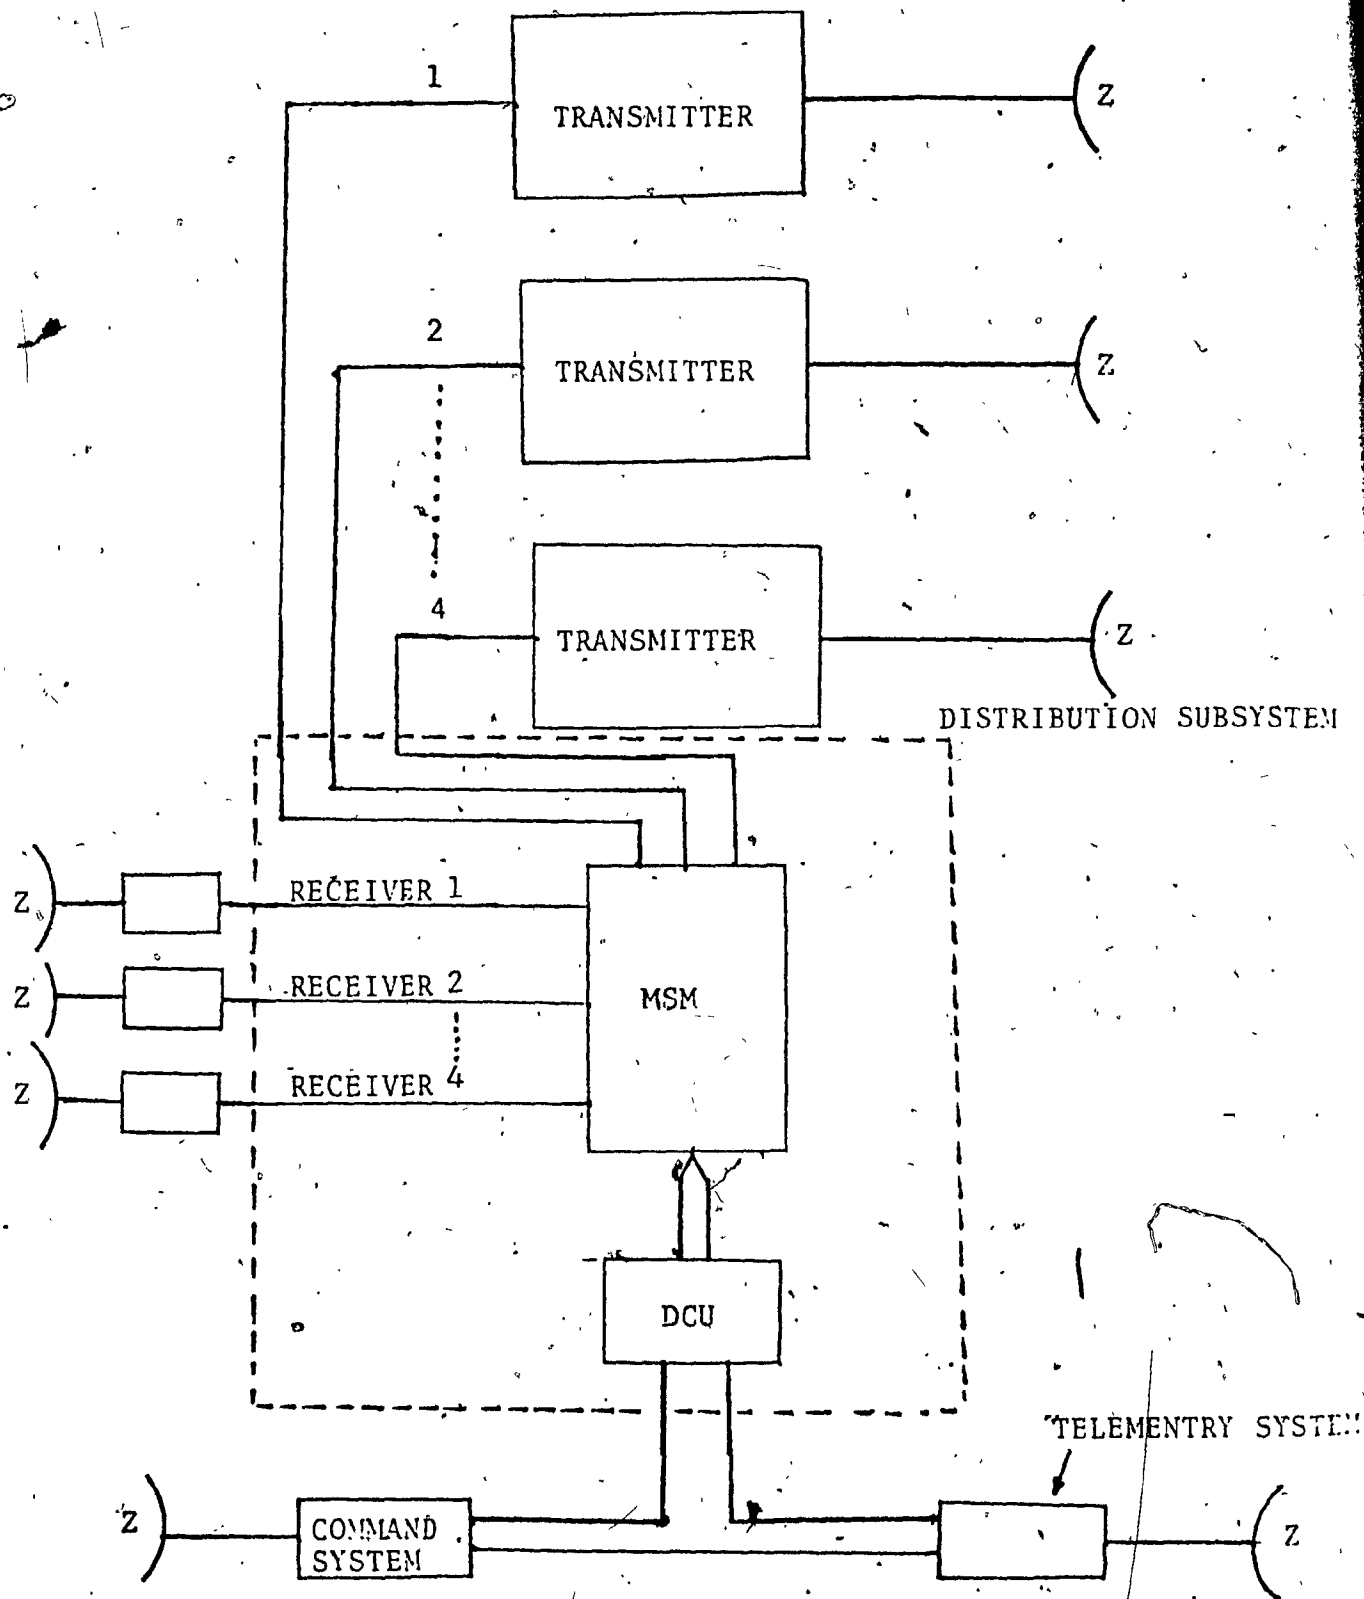 1
TRANSMITTER
Z
2
TRANSMITTER
Z
4
TRANSMITTER
Z
DISTRIBUTION SUBSYSTEM
Z
RECEIVER 1
Z
RECEIVER 2
MSM
Z
RECEIVER 4
DCU
TELEMENTRY SYSTEM
Z
COMMAND
SYSTEM
Z